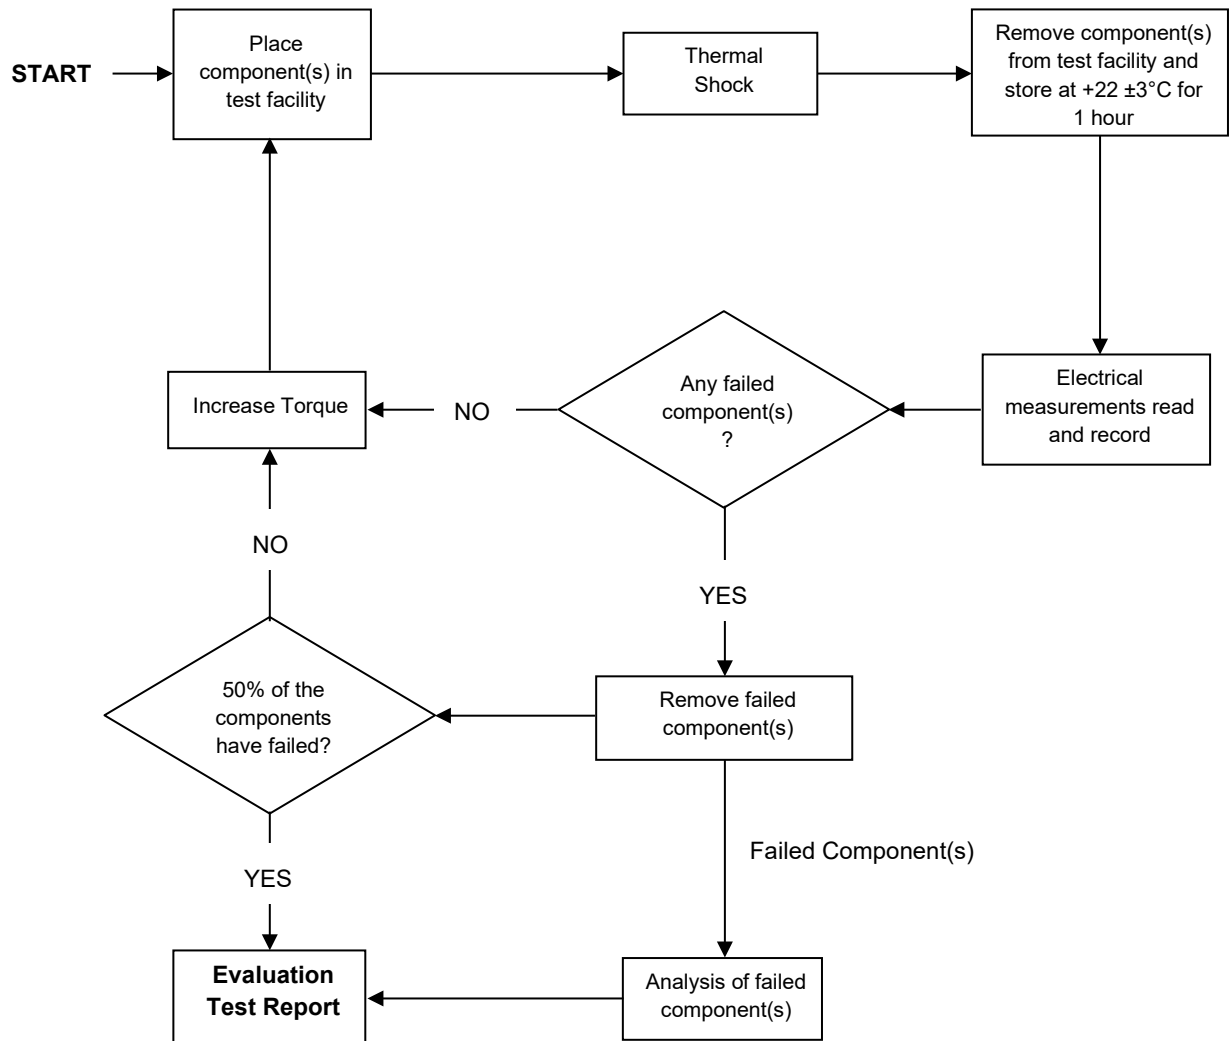 START
Place
component(s) in
test facility
Thermal
Shock
Remove component(s)
from test facility and
store at +22 ±3°C for
1 hour
Electrical
measurements read
and record
Any failed
component(s)
?
NO
Increase Torque
YES
NO
Remove failed
component(s)
50% of the
components
have failed?
Failed Component(s)
YES
Analysis of failed
component(s)
Evaluation
Test Report